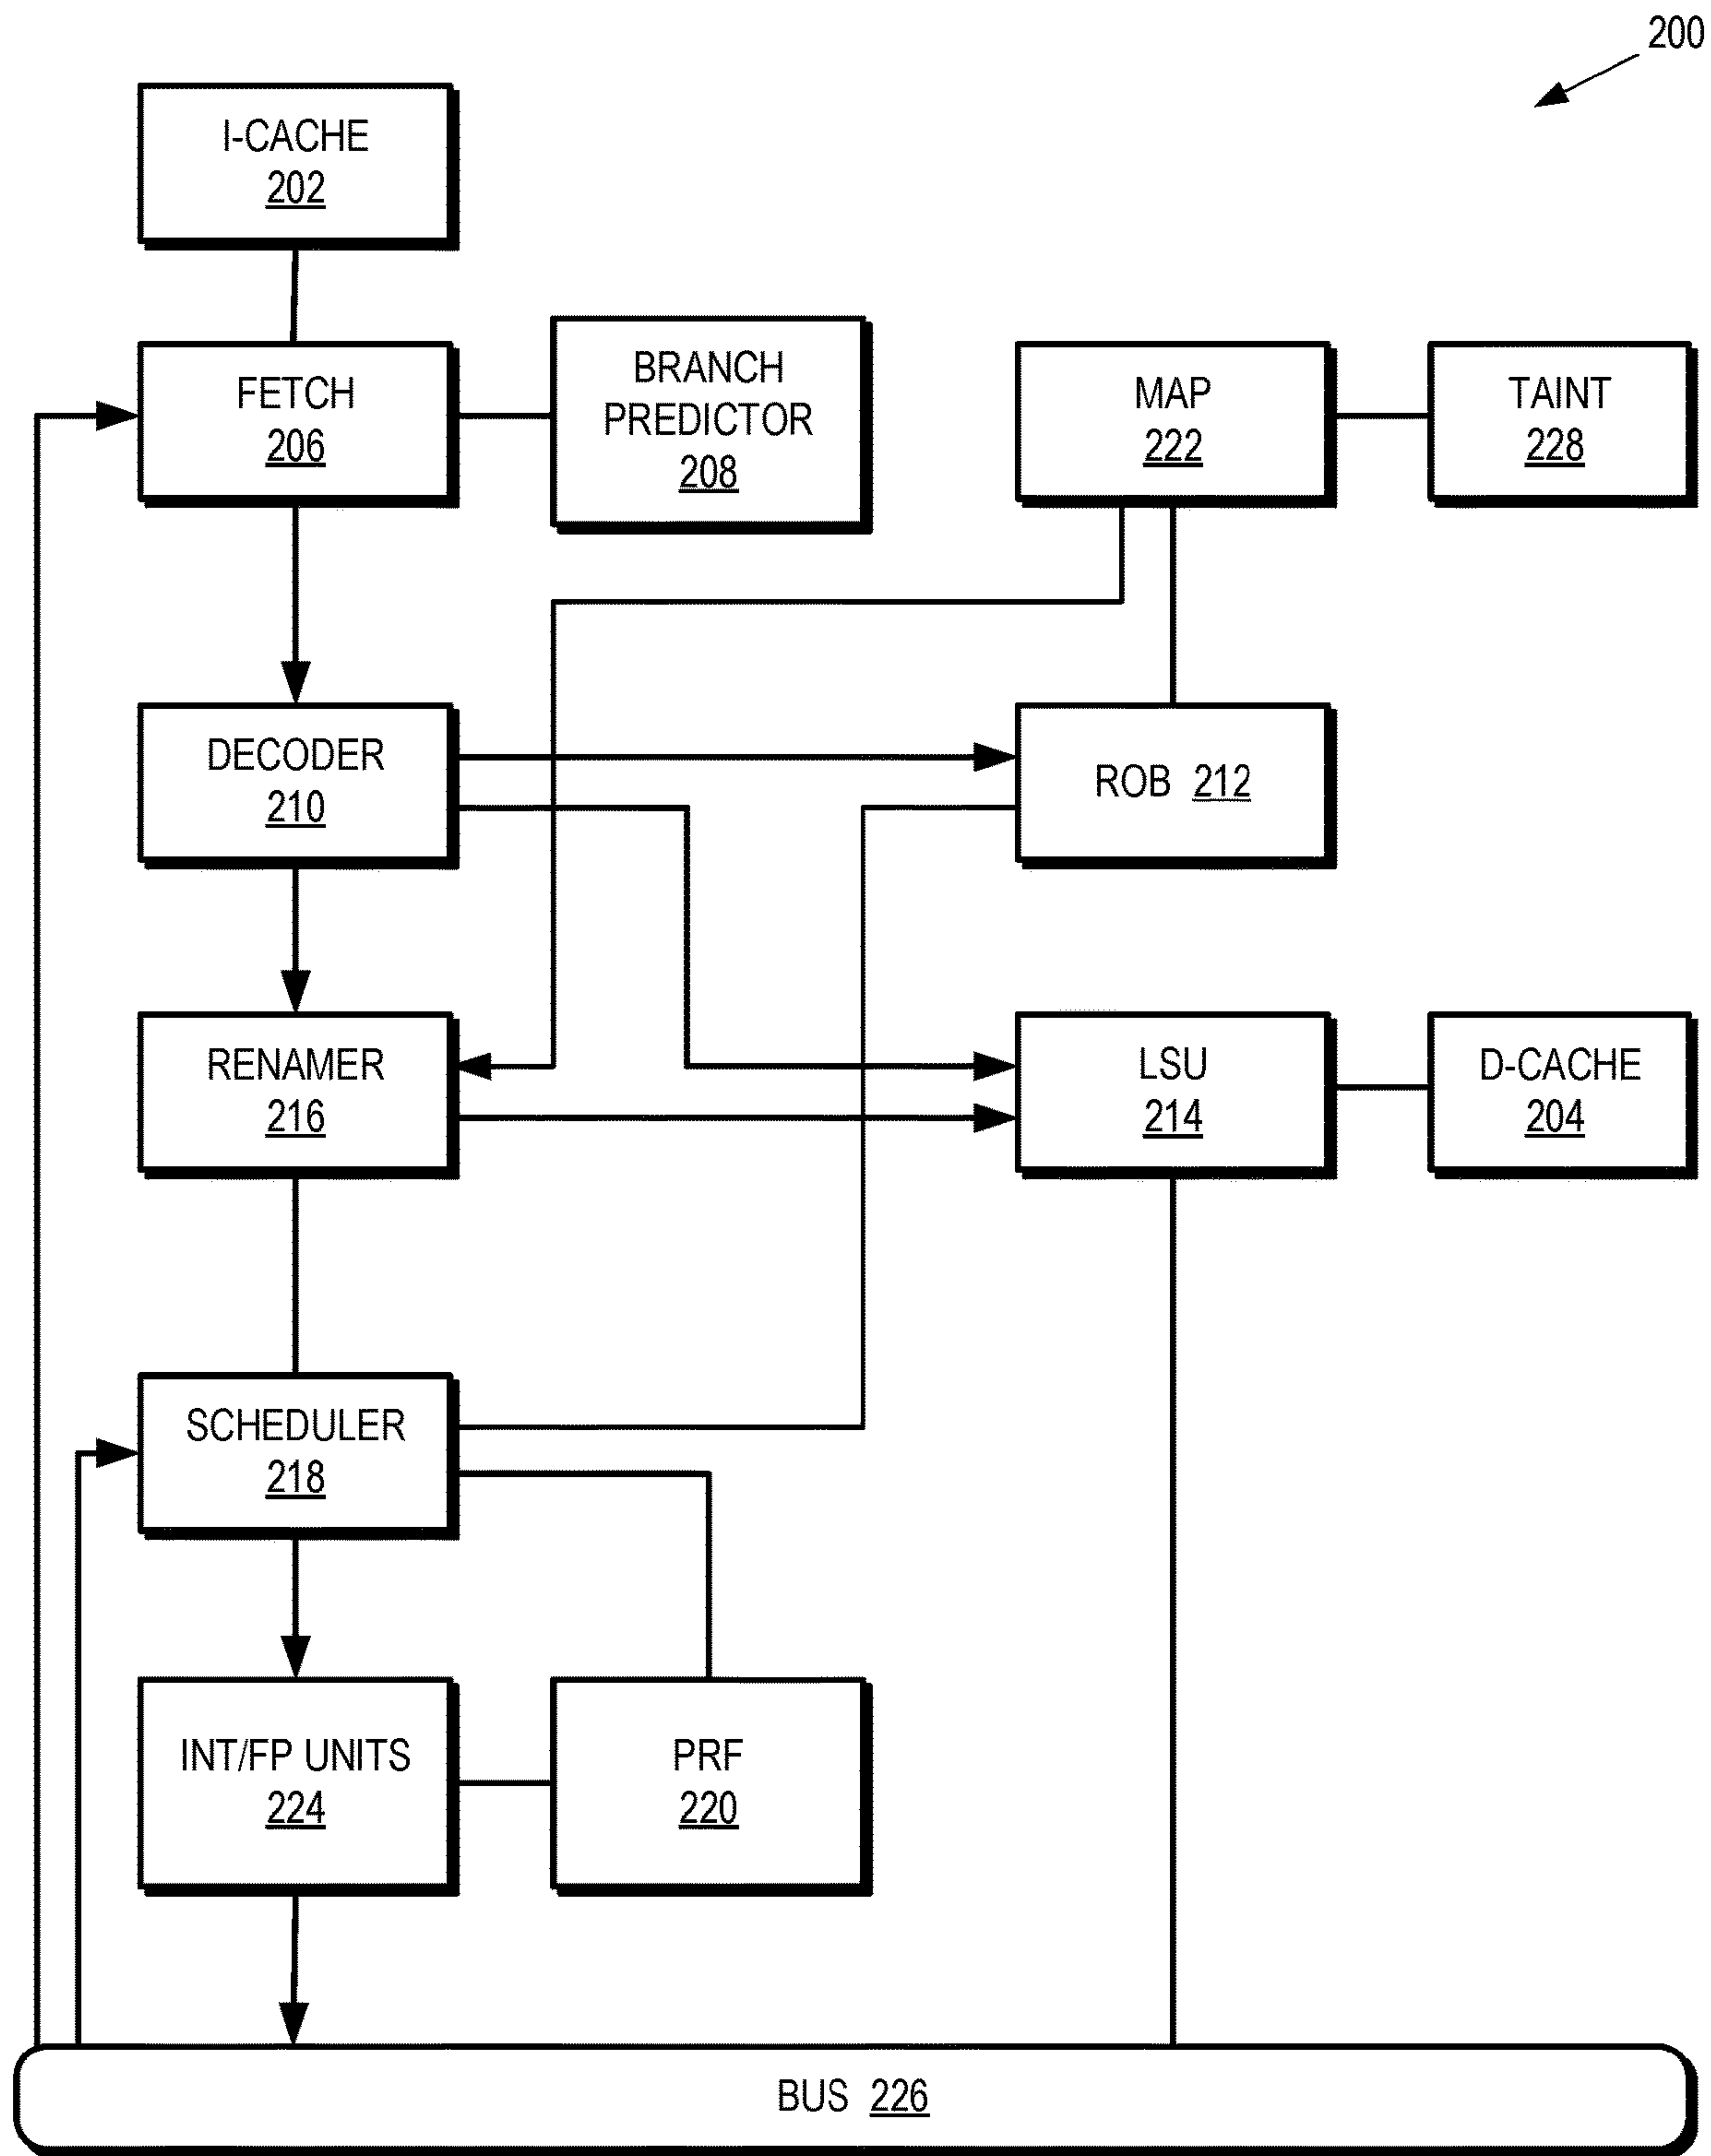 200
I-CACHE
202
FETCH
206
BRANCH
PREDICTOR
208
MAP
222
TAINT
228
DECODER
210
ROB 212
RENAMER
216
LSU
214
D-CACHE
204
SCHEDULER
218
INT/FP UNITS
224
PRF
220
BUS 226